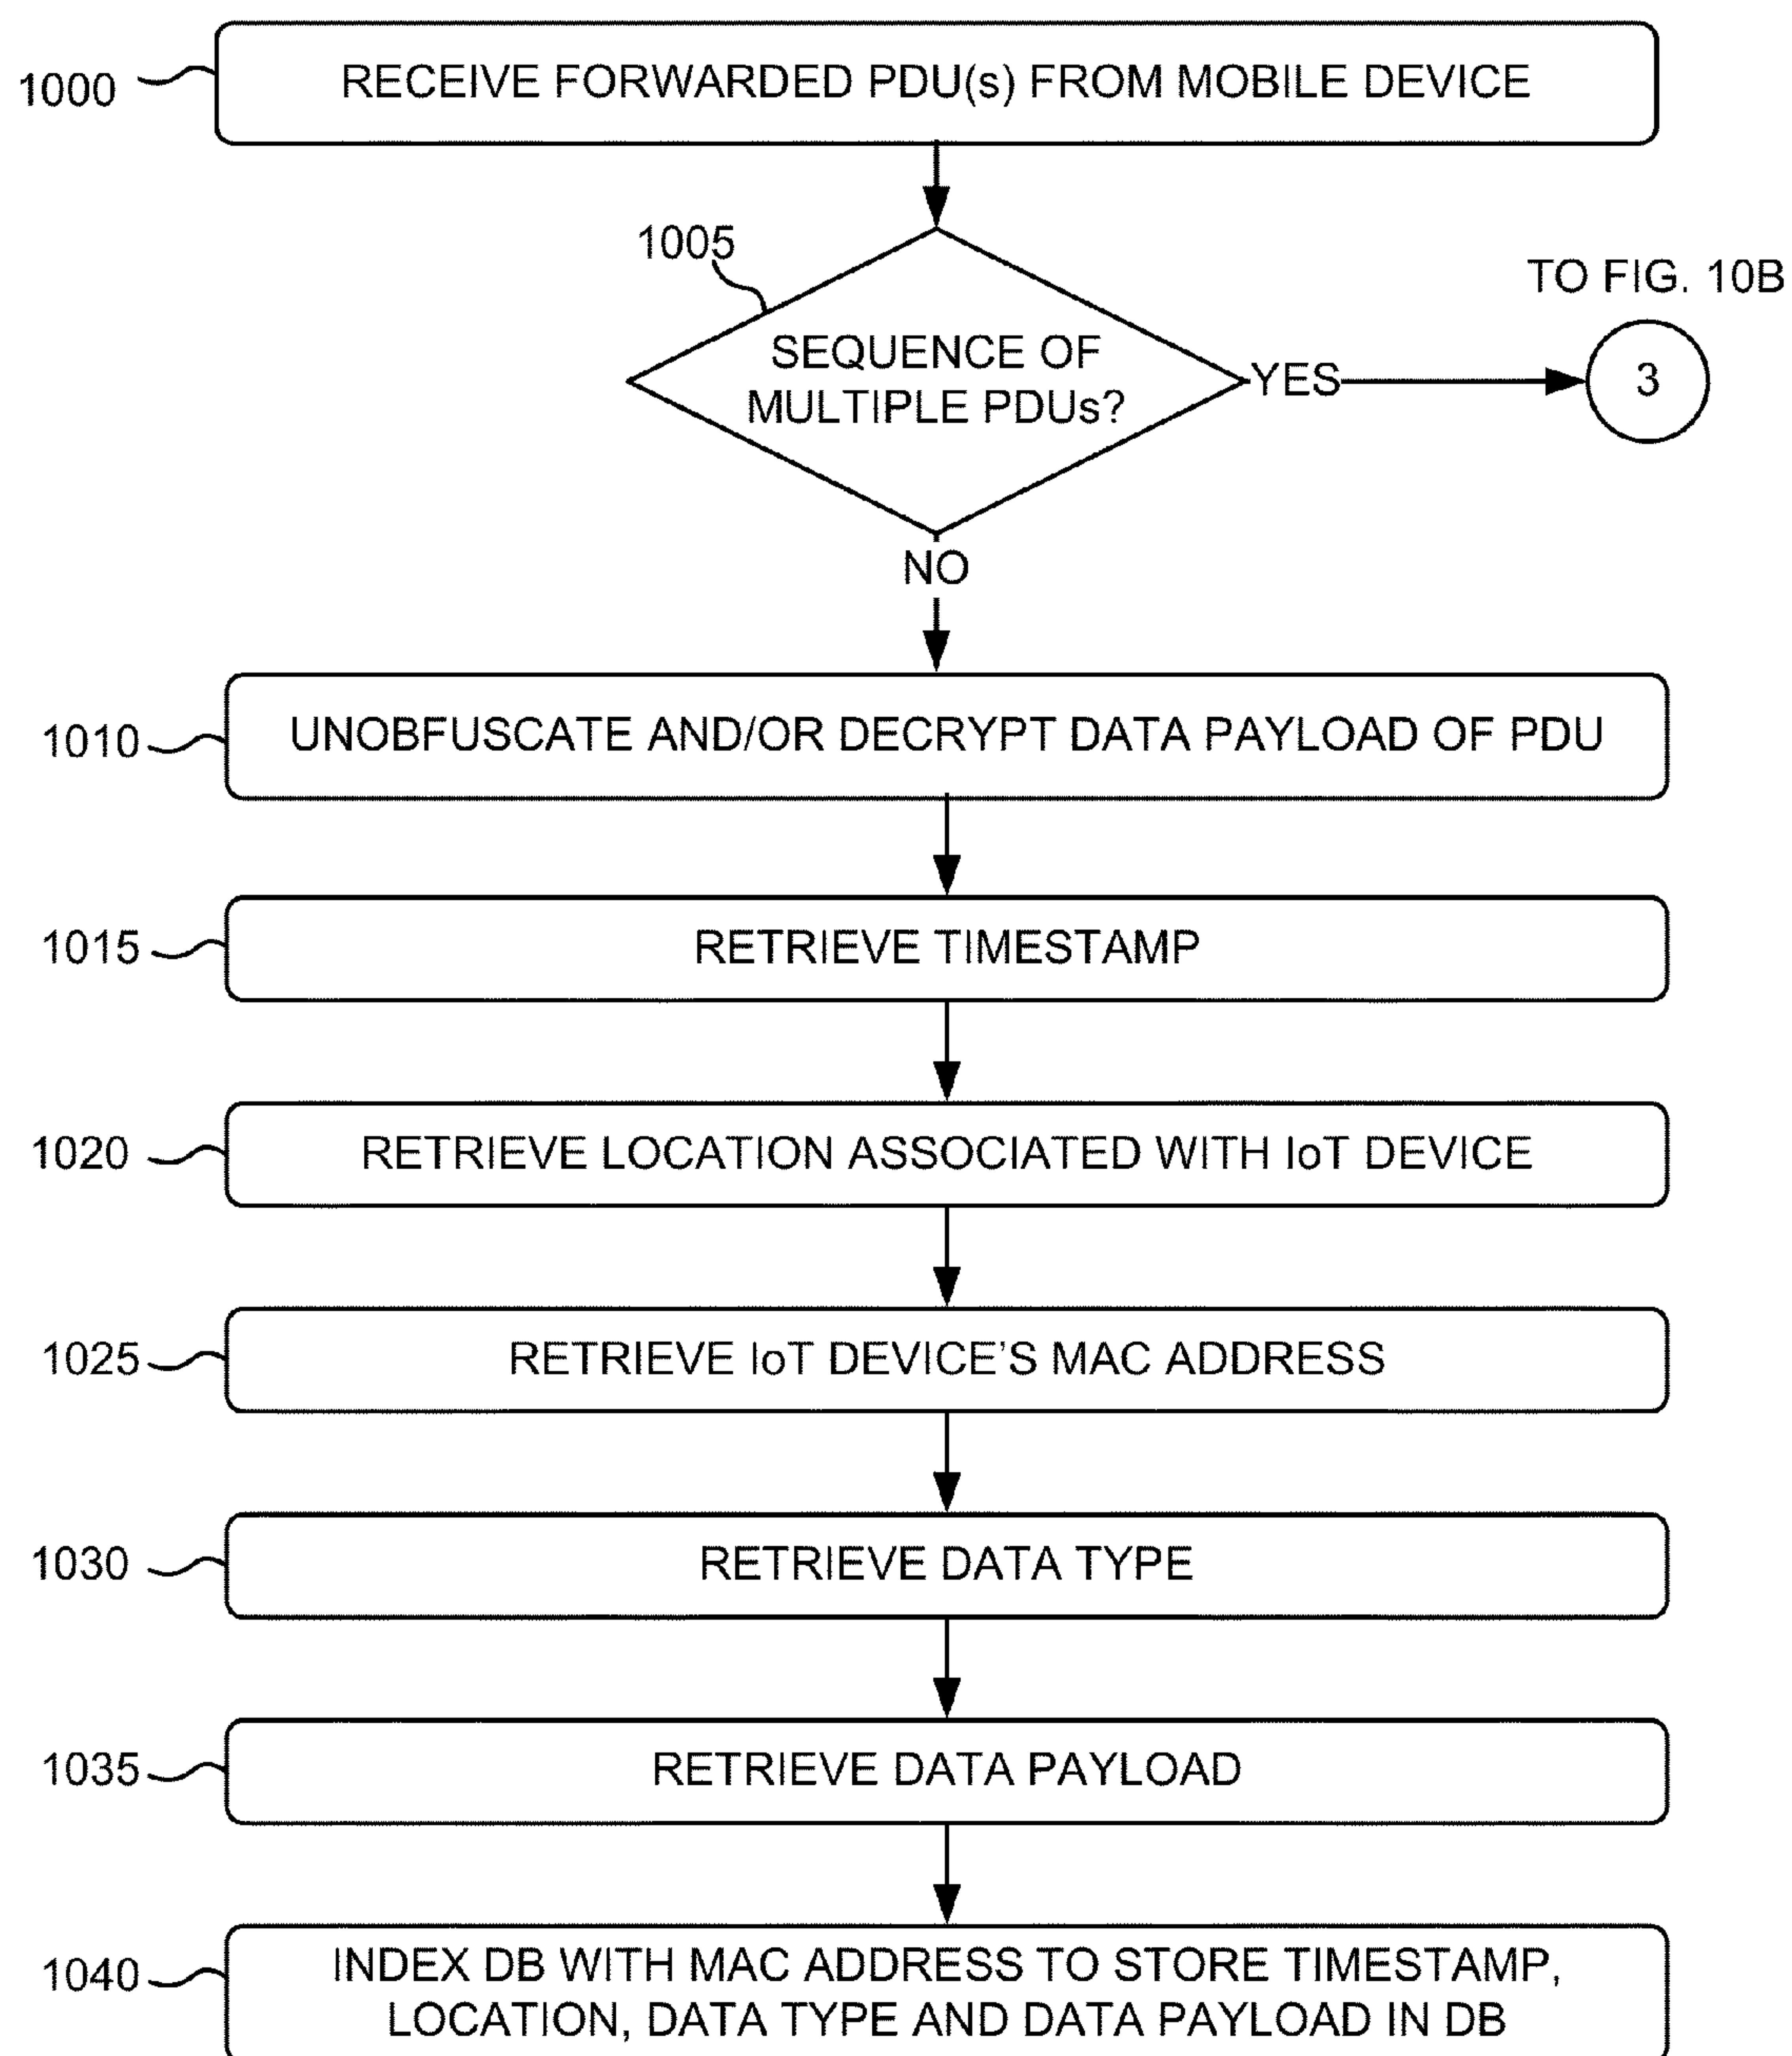 1000
RECEIVE FORWARDED PDU(s) FROM MOBILE DEVICE
1005
TO FIG. 10B
SEQUENCE OF
MULTIPLE PDUs?
YES
3
NO
1010
UNOBFUSCATE AND/OR DECRYPT DATA PAYLOAD OF PDU
1015
RETRIEVE TIMESTAMP
1020
RETRIEVE LOCATION ASSOCIATED WITH IoT DEVICE
1025
RETRIEVE IoT DEVICE'S MAC ADDRESS
1030
RETRIEVE DATA TYPE
1035
RETRIEVE DATA PAYLOAD
1040
INDEX DB WITH MAC ADDRESS TO STORE TIMESTAMP,
LOCATION, DATA TYPE AND DATA PAYLOAD IN DB